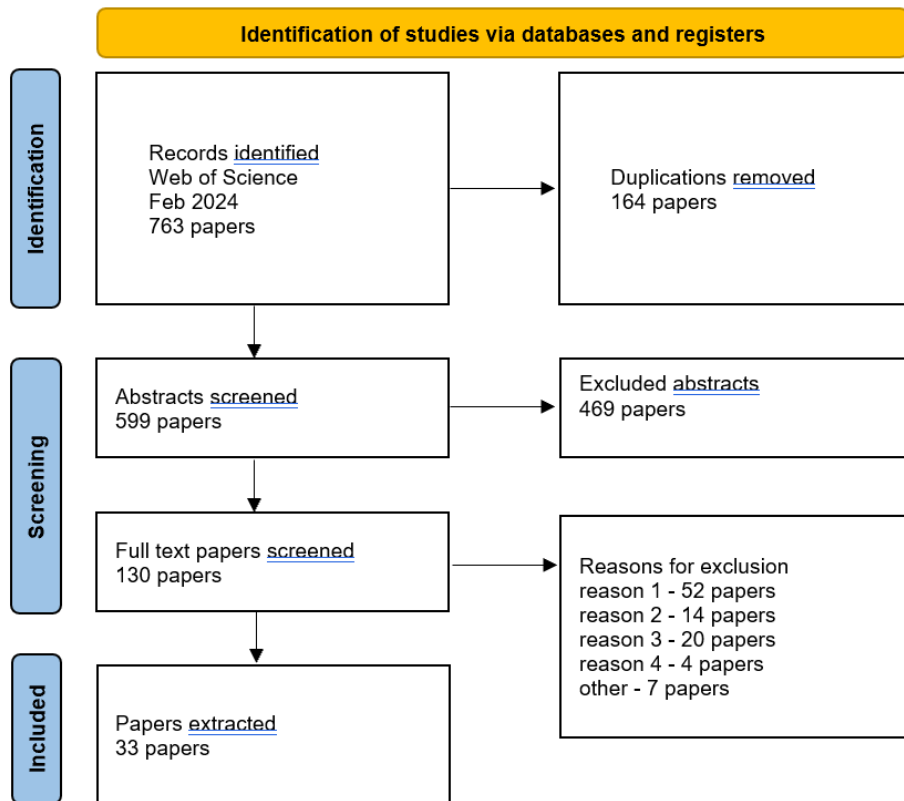 Identification of studies via databases and registers
Identification
Records identified
Web of Science
Feb 2024
763 papers
Duplications removed
164 papers
Screening
Abstracts screened
599 papers
Excluded abstracts
469 papers
Full text papers screened
130 papers
Reasons for exclusion
reason 1 - 52 papers
reason 2 - 14 papers
reason 3 - 20 papers
reason 4 - 4 papers
other - 7 papers
Included
Papers extracted
33 papers